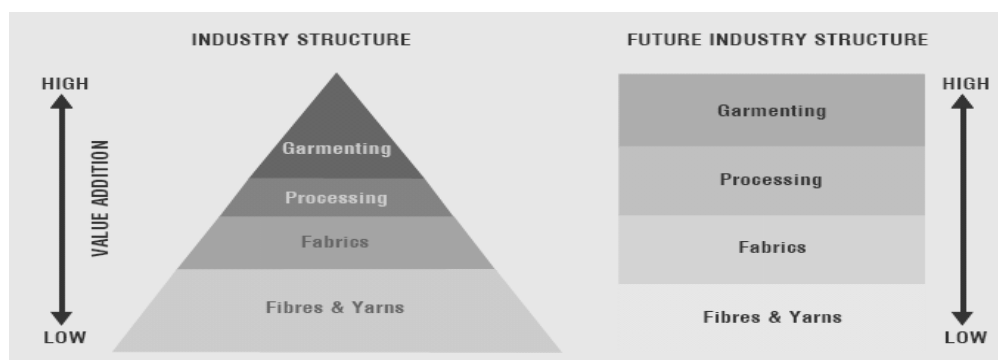 INDUSTRY STRUCTURE
HIGH
VALUE ADDITION
LOW
Garmenting
Processing
Fabrics
Fibres & Yarns
FUTURE INDUSTRY STRUCTURE
Garmenting
Processing
Fabrics
Fibres & Yarns
HIGH
LOW